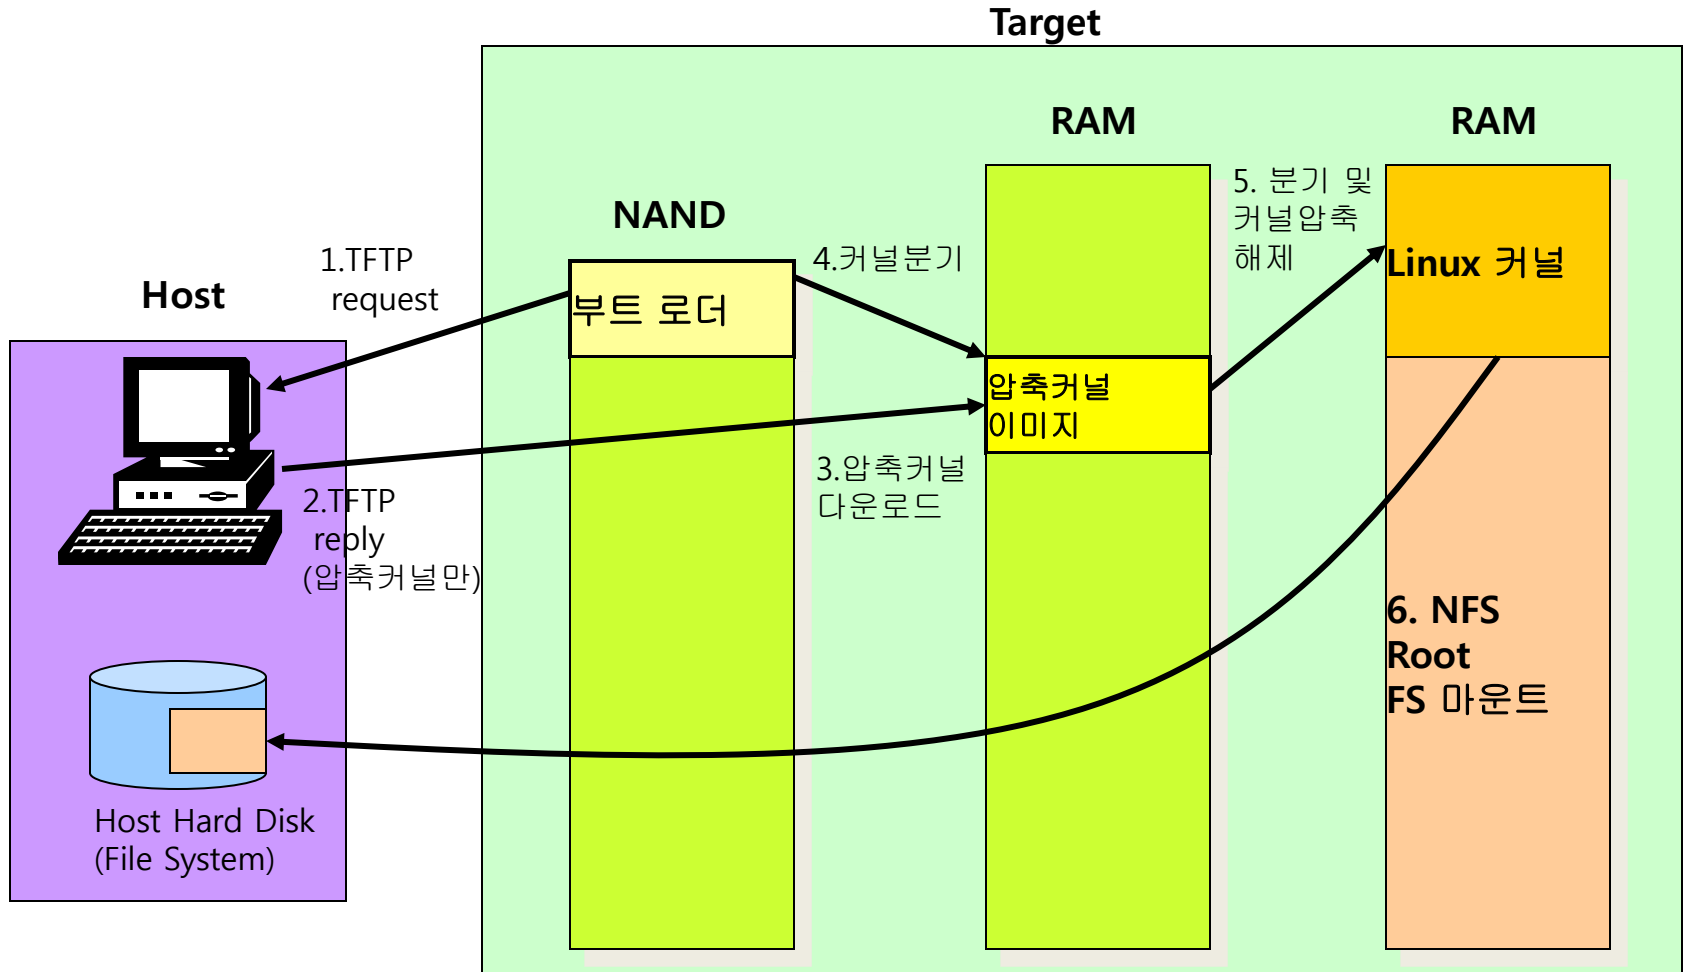 Target
RAM
RAM
NAND
Host
1.TFTP
request
4.커널분기
5. 분기 및
커널압축
해제
부트 로더
Linux 커널
압축커널
이미지
2.TFTP
reply
(압축커널만)
3.압축커널
다운로드
6. NFS
Root
FS 마운트
Host Hard Disk
(File System)